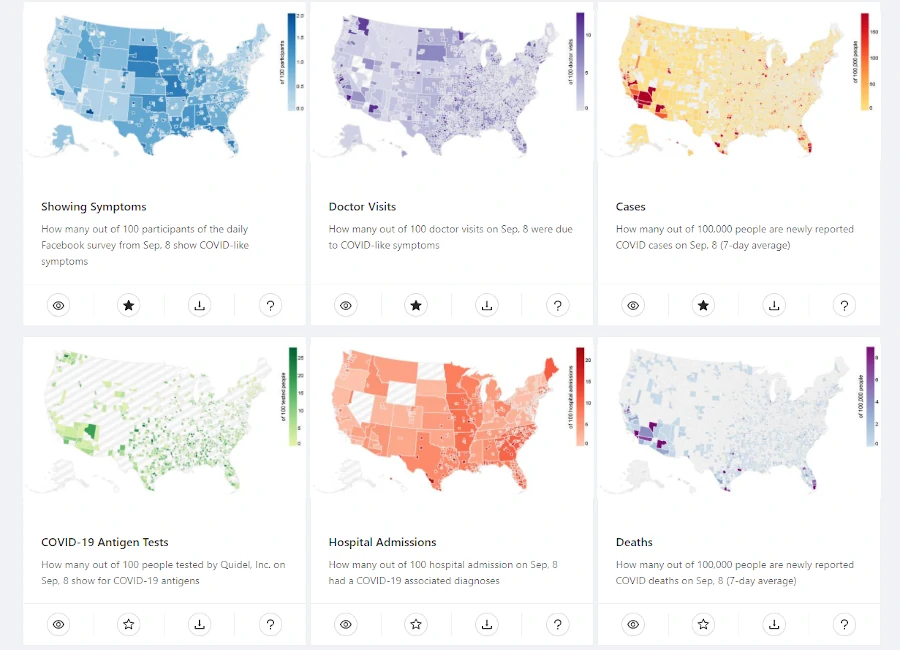 2.0
1.5
1.0
0.5
0.0
of 100 participants
10
5
0
of 100 doctor visits
150
100
50
0
of 100,000 people
Showing Symptoms
How many out of 100 participants of the daily
Facebook survey from Sep, 8 show COVID-like
symptoms
Doctor Visits
How many out of 100 doctor visits on Sep, 8 were due
to COVID-like symptoms
Cases
How many out of 100,000 people are newly reported
COVID cases on Sep, 8 (7-day average)
?
?
?
25
20
15
10
5
0
of 100 tested people
20
15
10
5
0
of 100 hospital admissions
6
4
2
0
of 100,000 people
COVID-19 Antigen Tests
How many out of 100 people tested by Quidel, Inc. on
Sep, 8 show for COVID-19 antigens
Hospital Admissions
How many out of 100 hospital admission on Sep, 8
had a COVID-19 associated diagnoses
Deaths
How many out of 100,000 people are newly reported
COVID deaths on Sep, 8 (7-day average)
?
?
?